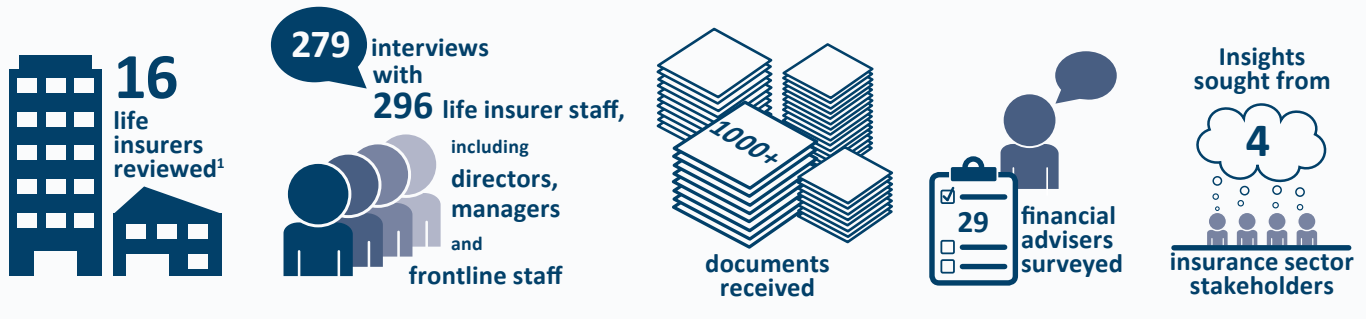 16
life
insurers
reviewed¹
279 interviews
with
296 life insurer staff,
including
directors,
managers
and
frontline staff
1000+
documents
received
29
financial
advisers
surveyed
Insights
sought from
4
insurance sector
stakeholders